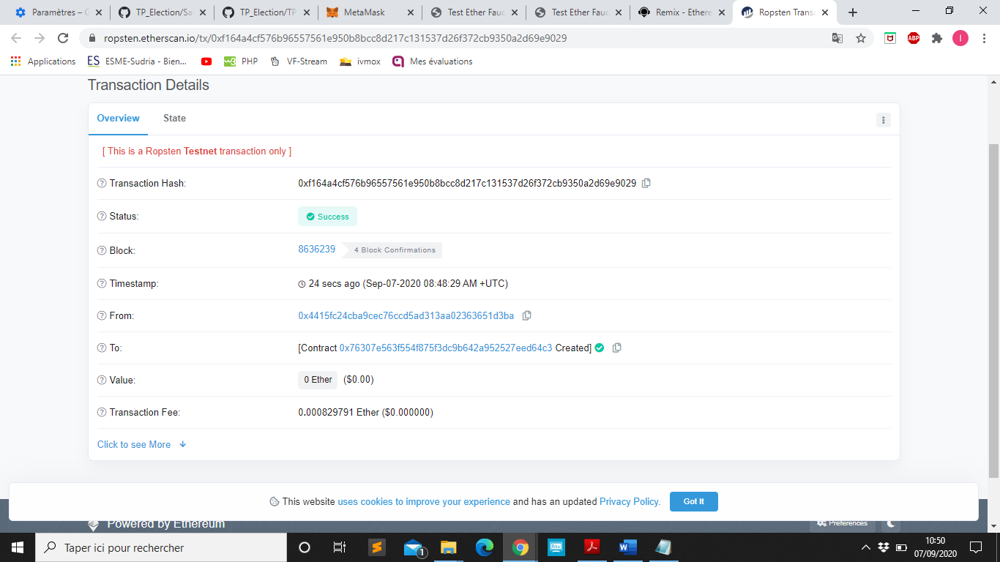 Paramètres – G
TP_Election/Sa
TP_Election/TP
MetaMask
Test Ether Fauc
Test Ether Fauc
Remix - Ethere
Ropsten Transa
ropsten.etherscan.io/tx/0xf164a4cf576b96557561e950b8bcc8d217c131537d26f372cb9350a2d69e9029
ABP
I
Applications
ES ESME-Sudria - Bien...
PHP
VF-Stream
ivmox
Mes évaluations
Transaction Details
Overview State
[ This is a Ropsten Testnet transaction only ]
Transaction Hash: 0xf164a4cf576b96557561e950b8bcc8d217c131537d26f372cb9350a2d69e9029
Status: Success
Block: 8636239 4 Block Confirmations
Timestamp: 24 secs ago (Sep-07-2020 08:48:29 AM +UTC)
From: 0x4415fc24cba9cec76ccd5ad313aa02363651d3ba
To: [Contract 0x76307e563f554f875f3dc9b642a952527eed64c3 Created]
Value: 0 Ether ($0.00)
Transaction Fee: 0.000829791 Ether ($0.000000)
Click to see More
This website uses cookies to improve your experience and has an updated Privacy Policy. Got It
Powered by Ethereum
Preferences
Taper ici pour rechercher
1
10:50
07/09/2020